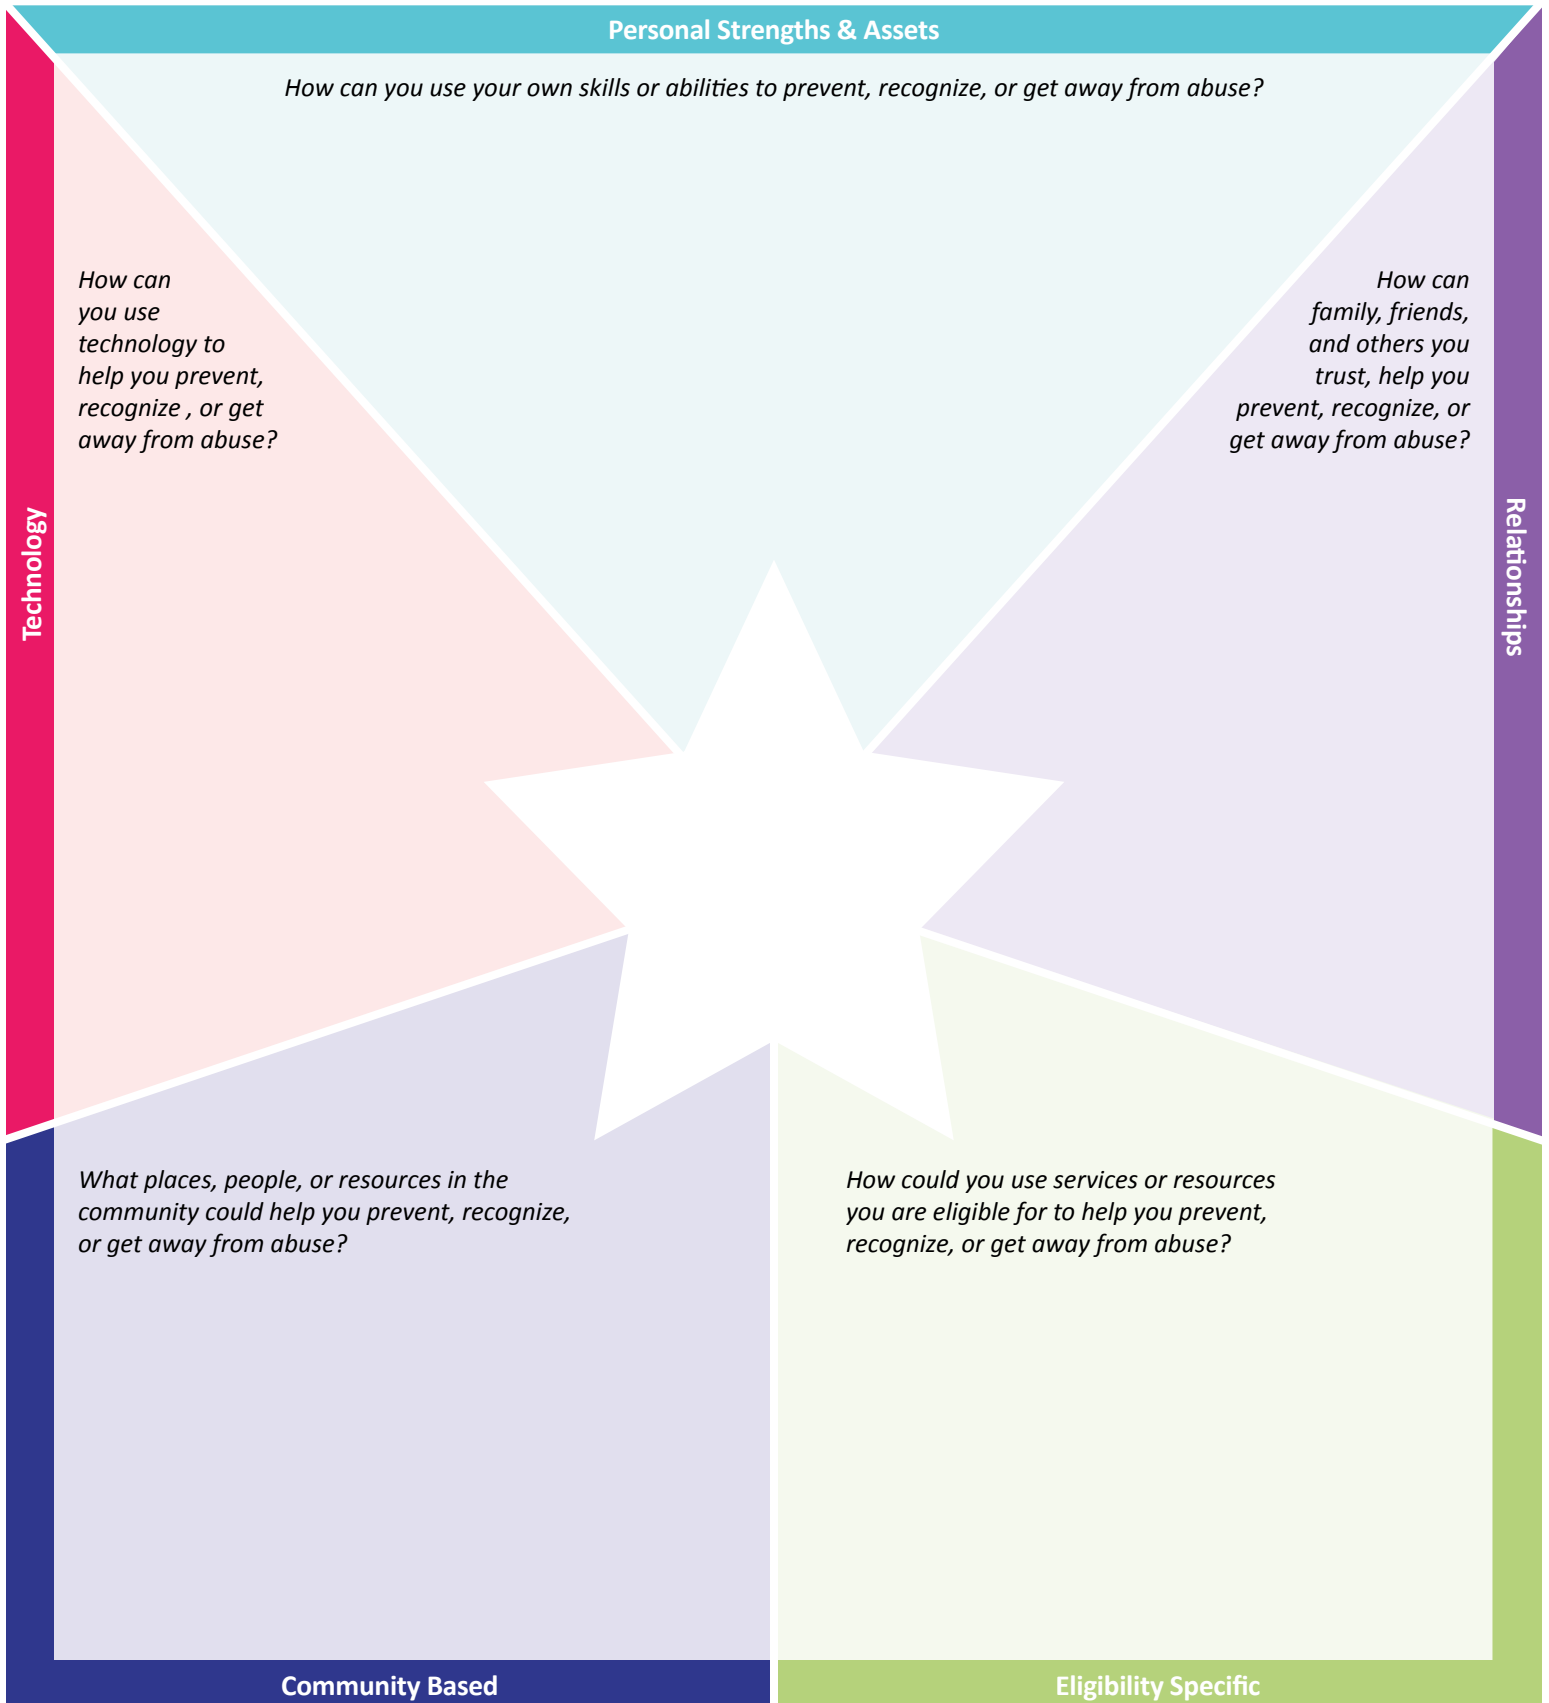 Personal Strengths & Assets
How can you use your own skills or abilities to prevent, recognize, or get away from abuse?
Technology
How can
you use
technology to
help you prevent,
recognize , or get
away from abuse?
How can
family, friends,
and others you
trust, help you
prevent, recognize, or
get away from abuse?
Relationships
What places, people, or resources in the
community could help you prevent, recognize,
or get away from abuse?
Community Based
How could you use services or resources
you are eligible for to help you prevent,
recognize, or get away from abuse?
Eligibility Specific